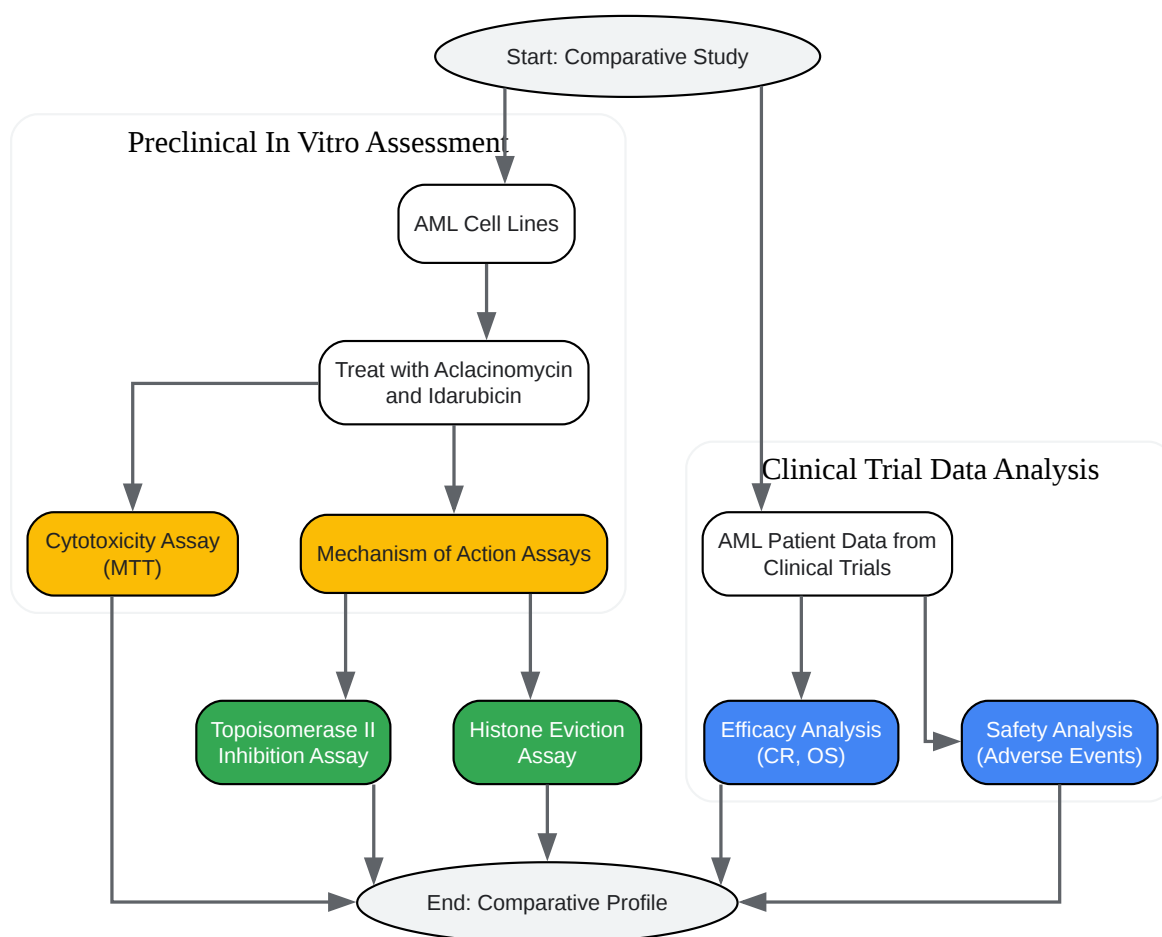 Start: Comparative Study
Preclinical In Vitro Assessment
AML Cell Lines
Treat with Aclacinomycin
and Idarubicin
Clinical Trial Data Analysis
Cytotoxicity Assay
(MTT)
Mechanism of Action Assays
AML Patient Data from
Clinical Trials
Topoisomerase II
Inhibition Assay
Histone Eviction
Assay
Efficacy Analysis
(CR, OS)
Safety Analysis
(Adverse Events)
End: Comparative Profile